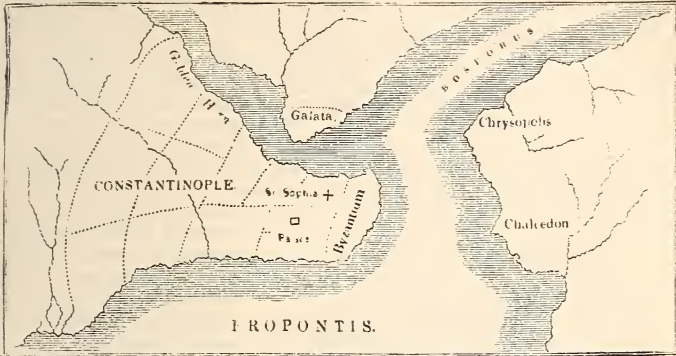 BOSPORUS
Golden Horn
Galata.
Chrysopolis
CONSTANTINOPLE.
St Sophia
Byzantium
Palace
Chalcedon
PROPONTIS.